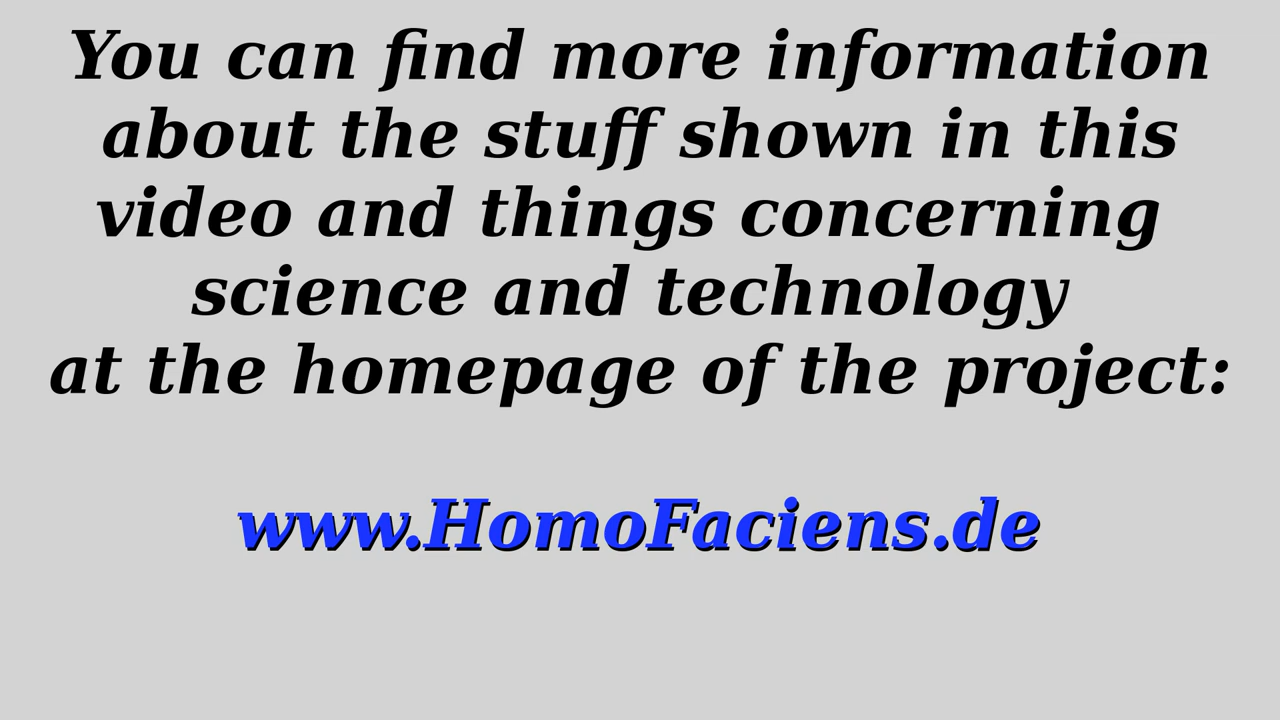 You can find more information
about the stuff shown in this
video and things concerning
science and technology
at the homepage of the project:
www.HomoFaciens.de